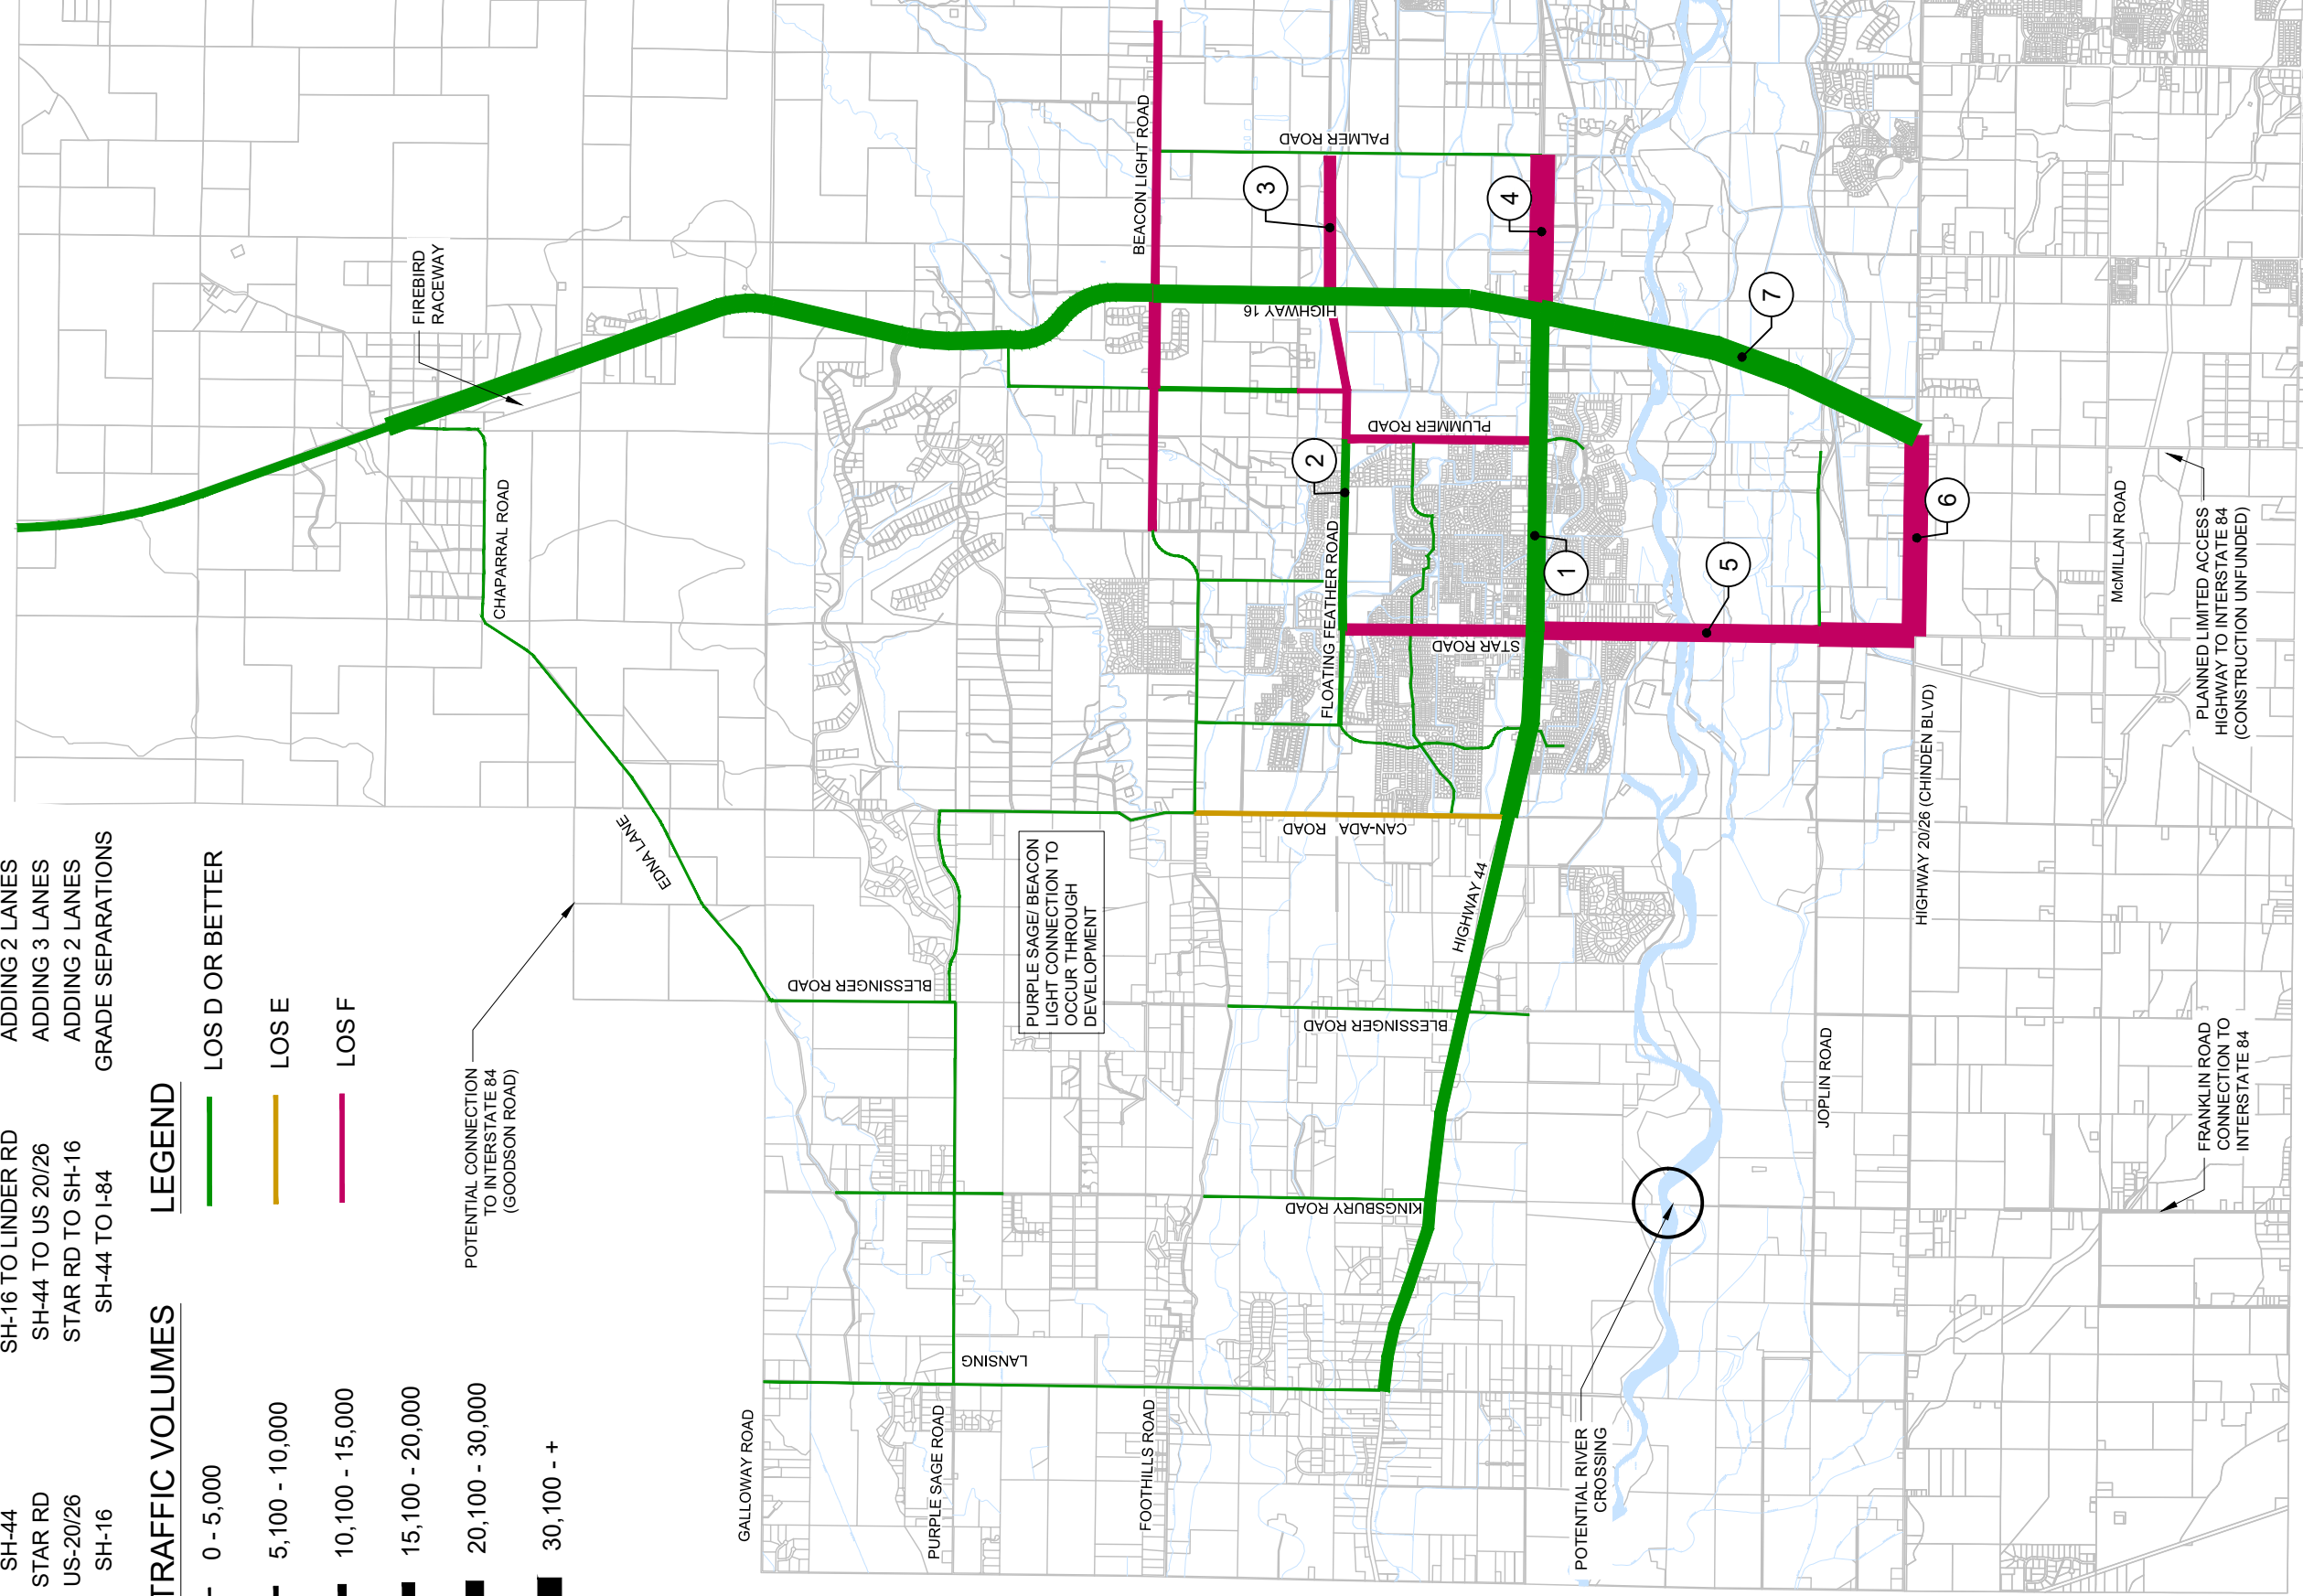 SH-44 SH-16 TO LINDER RD ADDING 2 LANES
STAR RD SH-44 TO US 20/26 ADDING 3 LANES
US-20/26 STAR RD TO SH-16 ADDING 2 LANES
SH-16 SH-44 TO I-84 GRADE SEPARATIONS
TRAFFIC VOLUMES
0 - 5,000
5,100 - 10,000
10,100 - 15,000
15,100 - 20,000
20,100 - 30,000
30,100 - +
LEGEND
LOS D OR BETTER
LOS E
LOS F
POTENTIAL CONNECTION
TO INTERSTATE 84
(GOODSON ROAD)
FIREBIRD
RACEWAY
CHAPARRAL ROAD
EDNA LANE
GALLOWAY ROAD
BLESSINGER ROAD
PURPLE SAGE ROAD
LANSING
PURPLE SAGE/ BEACON
LIGHT CONNECTION TO
OCCUR THROUGH
DEVELOPMENT
BEACON LIGHT ROAD
FOOTHILLS ROAD
PALMER ROAD
HIGHWAY 16
KINGSBURY ROAD
BLESSINGER ROAD
CAN-ADA ROAD
FLOATING FEATHER ROAD
PLUMMER ROAD
STAR ROAD
HIGHWAY 44
1
2
3
4
5
6
7
POTENTIAL RIVER
CROSSING
JOPLIN ROAD
HIGHWAY 20/26 (CHINDEN BLVD)
McMILLAN ROAD
FRANKLIN ROAD
CONNECTION TO
INTERSTATE 84
PLANNED LIMITED ACCESS
HIGHWAY TO INTERSTATE 84
(CONSTRUCTION UNFUNDED)